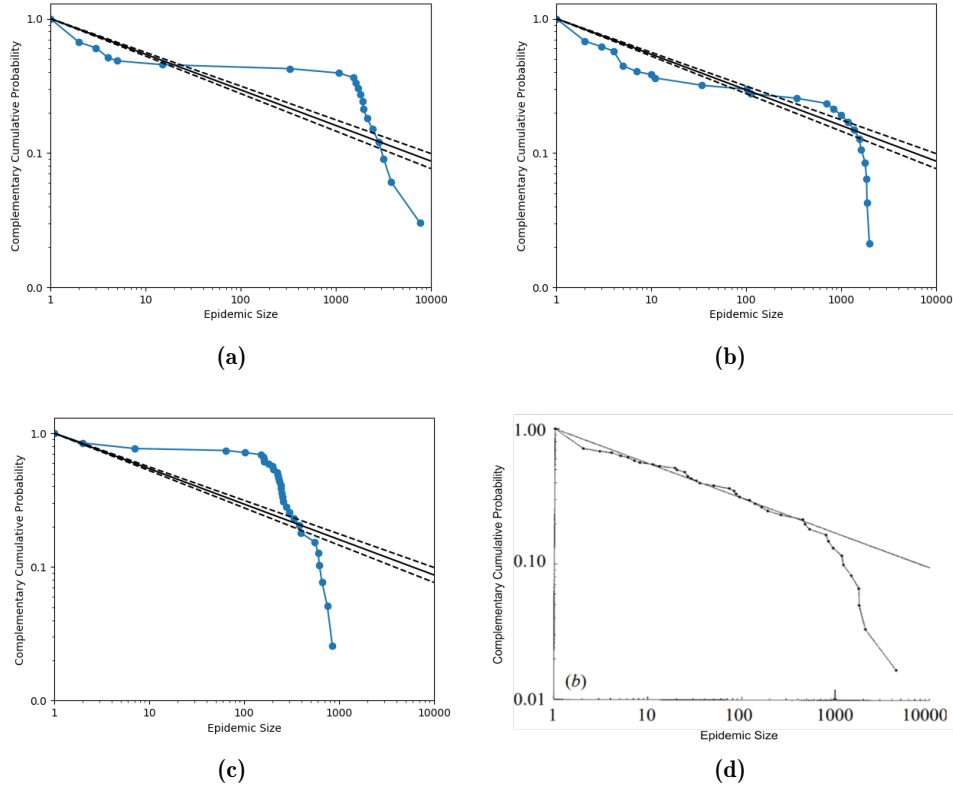 1.0
0.1
0.0
Complementary Cumulative Probability
1 10 100 1000 10000
Epidemic Size
(a)
1.0
0.1
0.0
Complementary Cumulative Probability
1 10 100 1000 10000
Epidemic Size
(b)
1.0
0.1
0.0
Complementary Cumulative Probability
1 10 100 1000 10000
Epidemic Size
(c)
1.00
0.10
0.01
Complementary Cumulative Probability
(b)
1 10 100 1000 10000
Epidemic Size
(d)